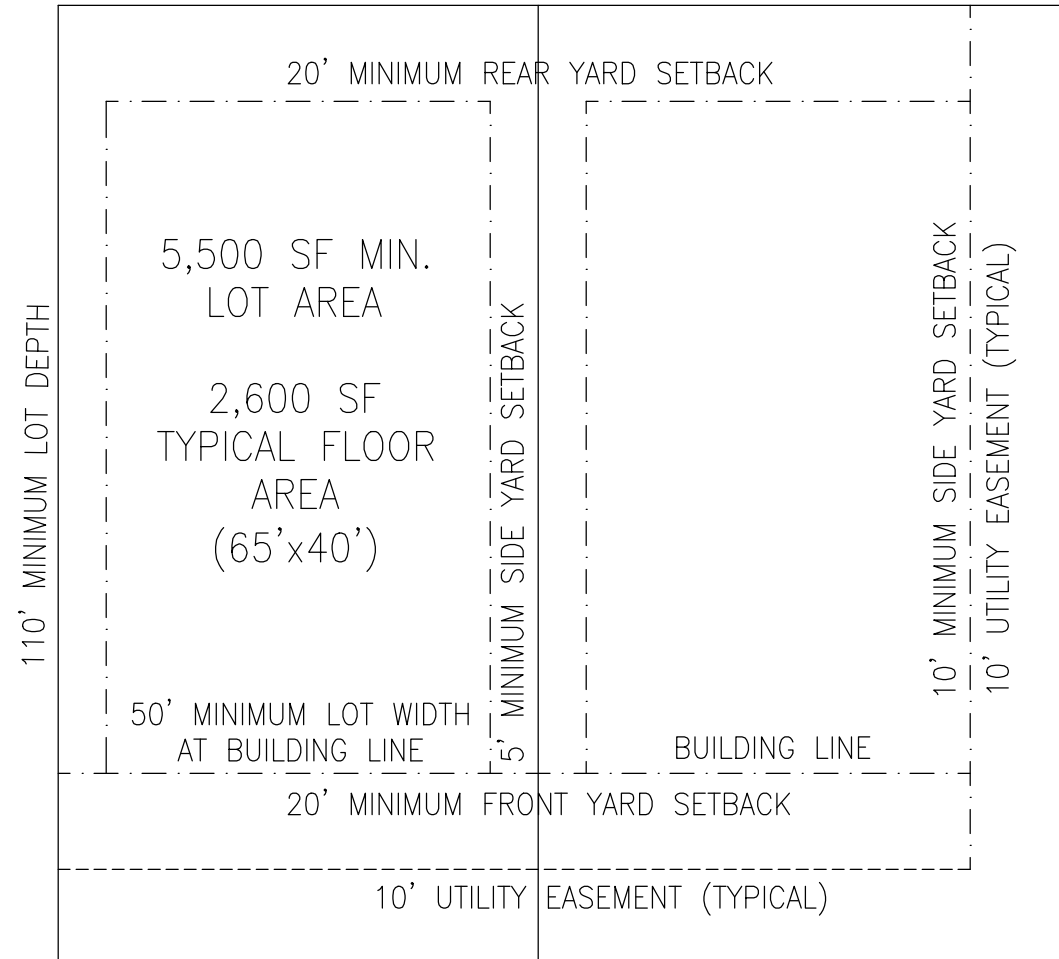 20' MINIMUM REAR YARD SETBACK
5,500 SF MIN.
LOT AREA
2,600 SF
TYPICAL FLOOR
AREA
(65'x40')
110' MINIMUM LOT DEPTH
5' MINIMUM SIDE YARD SETBACK
10' MINIMUM SIDE YARD SETBACK
10' UTILITY EASEMENT (TYPICAL)
50' MINIMUM LOT WIDTH
AT BUILDING LINE
BUILDING LINE
20' MINIMUM FRONT YARD SETBACK
10' UTILITY EASEMENT (TYPICAL)